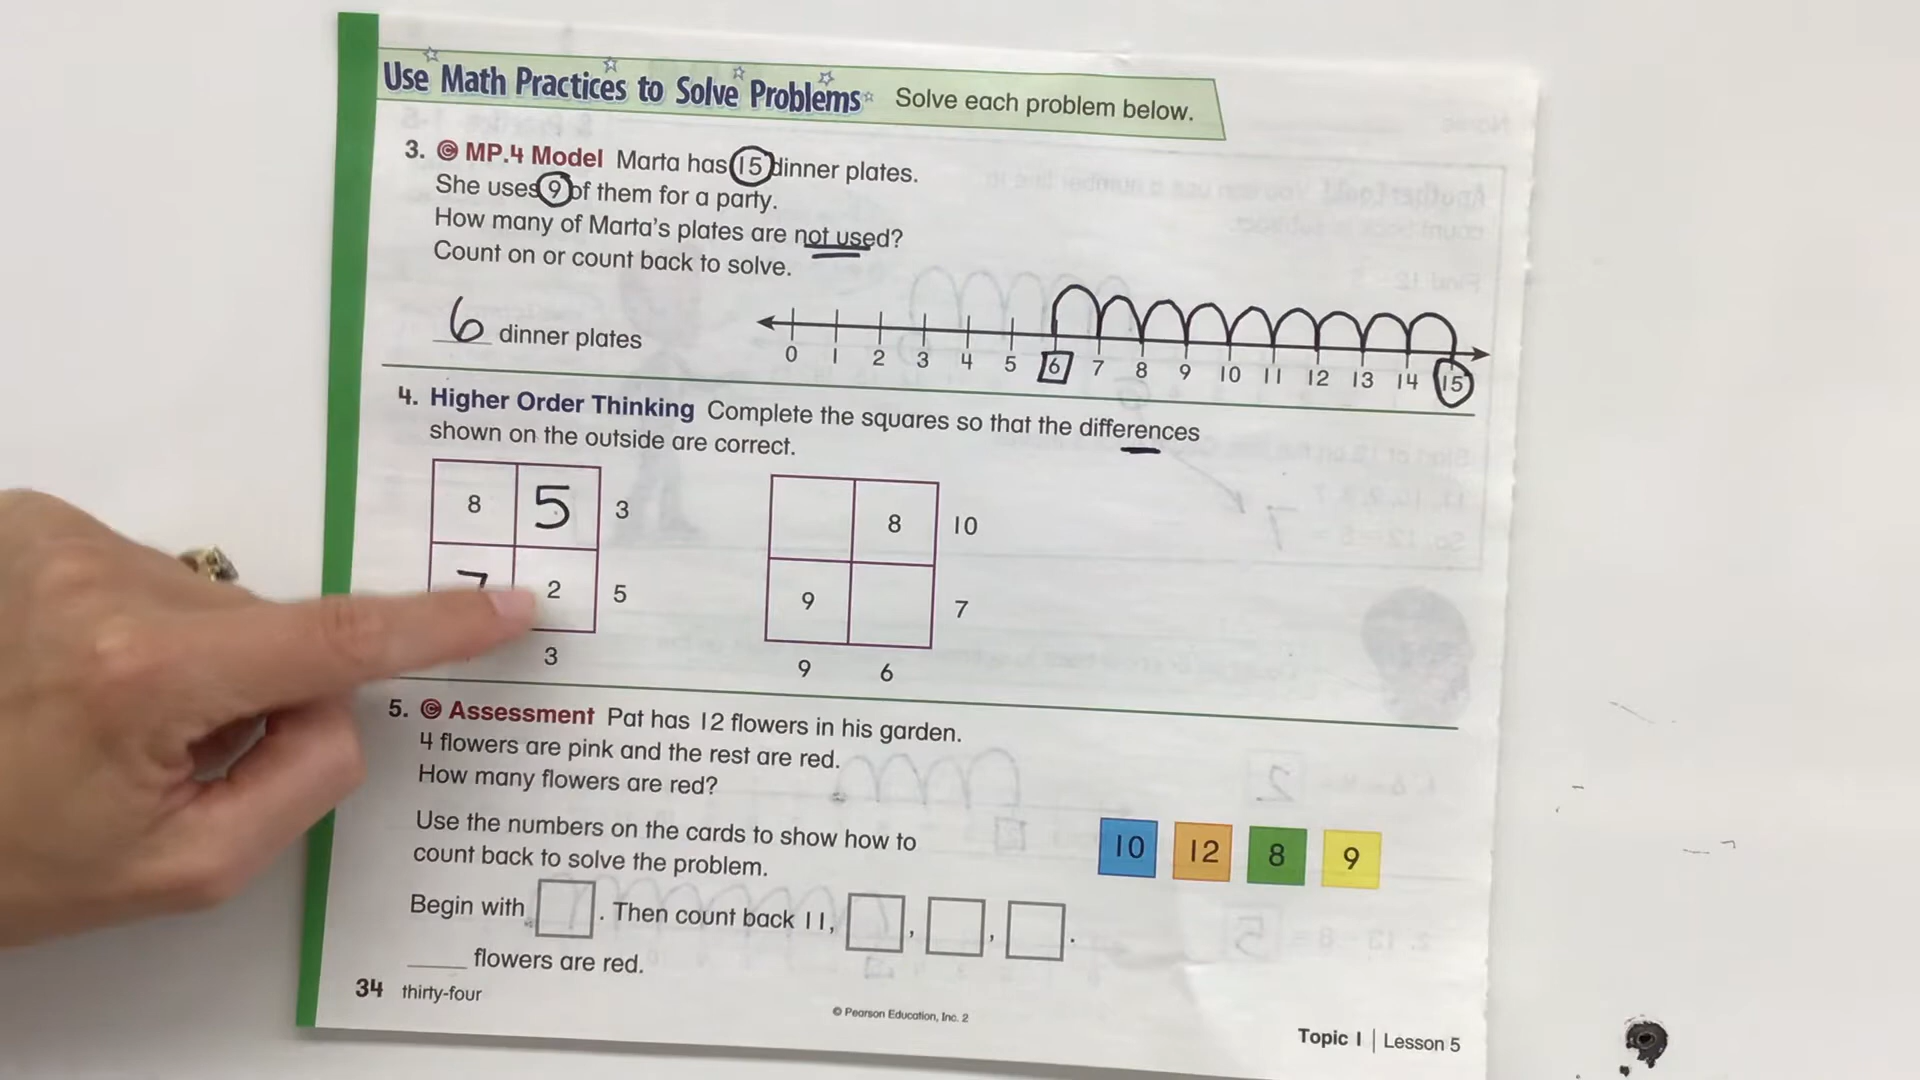 Use Math Practices to Solve Problems Solve each problem below.
3. MP.4 Model Marta has 15 dinner plates.
She uses 9 of them for a party.
How many of Marta's plates are not used?
Count on or count back to solve.
6 dinner plates
0 1 2 3 4 5 6 7 8 9 10 11 12 13 14 15
4. Higher Order Thinking Complete the squares so that the differences
shown on the outside are correct.
8 5 3
7 2 5
3
8 10
9 7
9 6
5. Assessment Pat has 12 flowers in his garden.
4 flowers are pink and the rest are red.
How many flowers are red?
Use the numbers on the cards to show how to
count back to solve the problem.
10 12 8 9
Begin with . Then count back 11, , , .
flowers are red.
34 thirty-four
© Pearson Education, Inc. 2
Topic 1 | Lesson 5